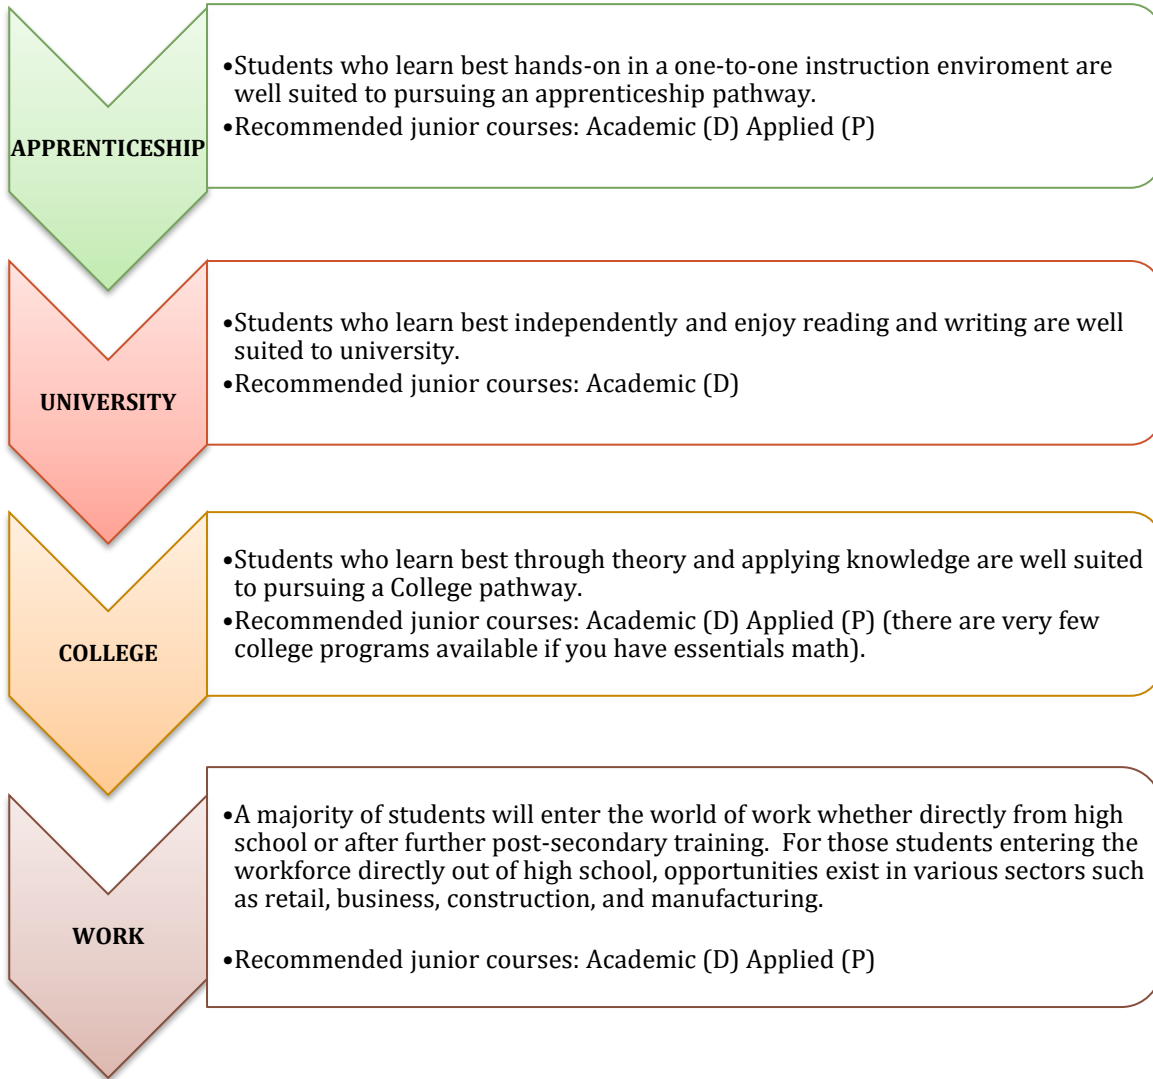 •Students who learn best hands-on in a one-to-one instruction enviroment are
well suited to pursuing an apprenticeship pathway.
•Recommended junior courses: Academic (D) Applied (P)
APPRENTICESHIP
•Students who learn best independently and enjoy reading and writing are well
suited to university.
•Recommended junior courses: Academic (D)
UNIVERSITY
•Students who learn best through theory and applying knowledge are well suited
to pursuing a College pathway.
•Recommended junior courses: Academic (D) Applied (P) (there are very few
college programs available if you have essentials math).
COLLEGE
•A majority of students will enter the world of work whether directly from high
school or after further post-secondary training.  For those students entering the
workforce directly out of high school, opportunities exist in various sectors such
as retail, business, construction, and manufacturing.
WORK
•Recommended junior courses: Academic (D) Applied (P)